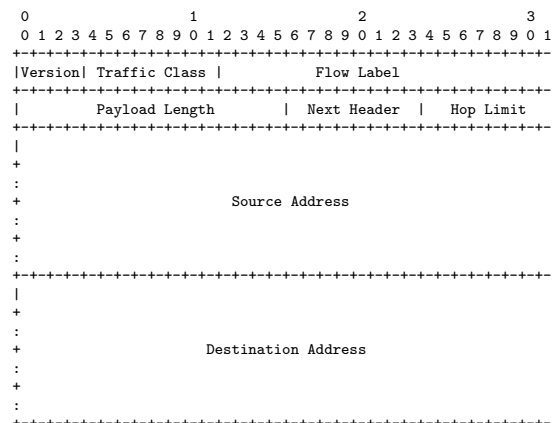 0                   1                   2                   3
 0 1 2 3 4 5 6 7 8 9 0 1 2 3 4 5 6 7 8 9 0 1 2 3 4 5 6 7 8 9 0 1
+-+-+-+-+-+-+-+-+-+-+-+-+-+-+-+-+-+-+-+-+-+-+-+-+-+-+-+-+-+-+-+-
|Version| Traffic Class |           Flow Label
+-+-+-+-+-+-+-+-+-+-+-+-+-+-+-+-+-+-+-+-+-+-+-+-+-+-+-+-+-+-+-+-
|         Payload Length        |  Next Header  |   Hop Limit
+-+-+-+-+-+-+-+-+-+-+-+-+-+-+-+-+-+-+-+-+-+-+-+-+-+-+-+-+-+-+-+-
|
+
:
+                         Source Address
:
+
:
+-+-+-+-+-+-+-+-+-+-+-+-+-+-+-+-+-+-+-+-+-+-+-+-+-+-+-+-+-+-+-+-
|
+
:
+                      Destination Address
:
+
:
+-+-+-+-+-+-+-+-+-+-+-+-+-+-+-+-+-+-+-+-+-+-+-+-+-+-+-+-+-+-+-+-